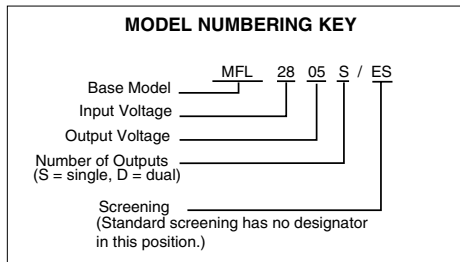 MODEL NUMBERING KEY
MFL 28 05 S / ES
Base Model
Input Voltage
Output Voltage
Number of Outputs
(S = single, D = dual)
Screening
(Standard screening has no designator
in this position.)